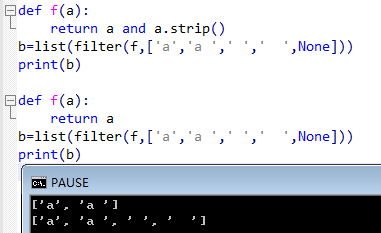 def f(a):
    return a and a.strip()
b=list(filter(f,['a','a ',' ','  ',None]))
print(b)

def f(a):
    return a
b=list(filter(f,['a','a ',' ','  ',None]))
print(b)
C:\. PAUSE
['a', 'a ']
['a', 'a ', ' ', '  ']